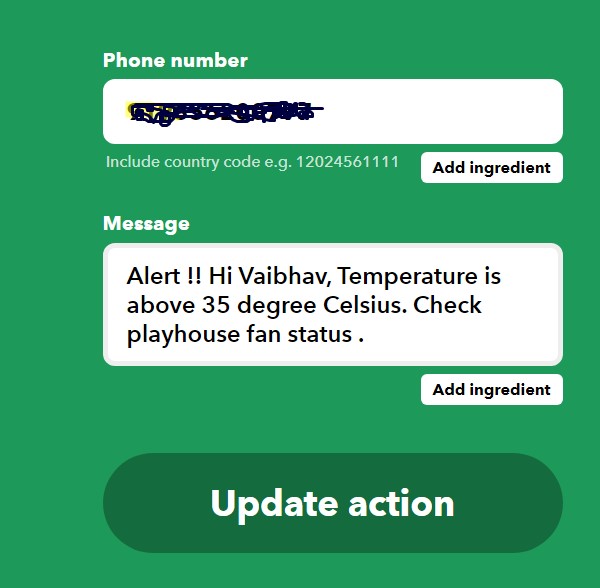 Phone number
Include country code e.g. 12024561111
Add ingredient
Message
Alert !! Hi Vaibhav, Temperature is
above 35 degree Celsius. Check
playhouse fan status .
Add ingredient
Update action